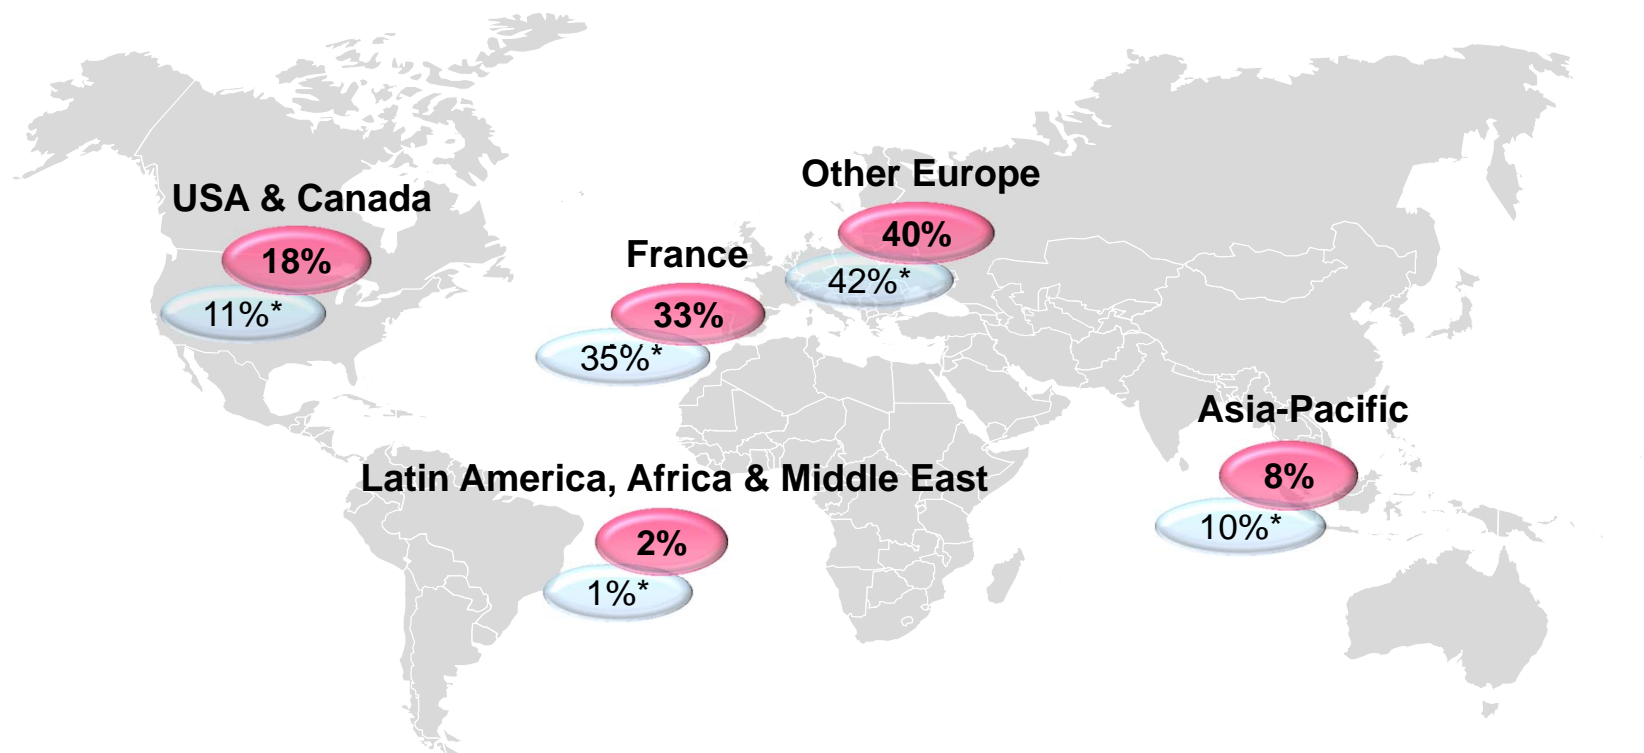 Other Europe
40%
42%*
USA & Canada
18%
11%*
France
33%
35%*
Asia-Pacific
8%
10%*
Latin America, Africa & Middle East
2%
1%*